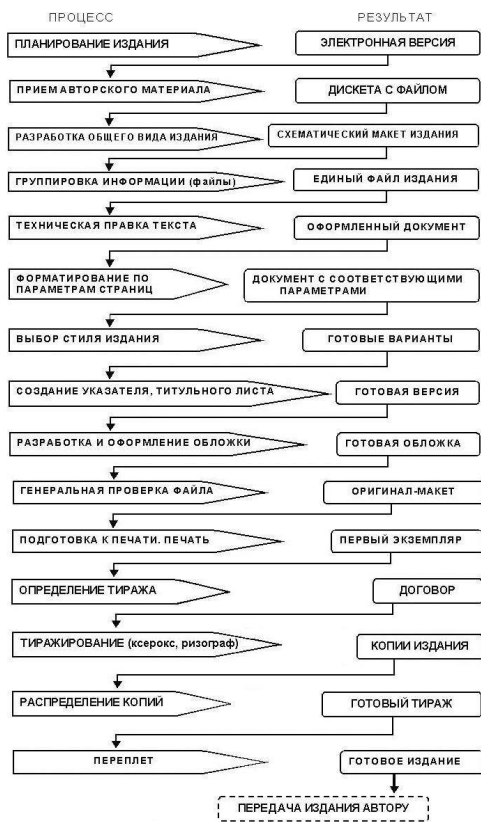 ПРОЦЕСС РЕЗУЛЬТАТ
ПЛАНИРОВАНИЕ ИЗДАНИЯ ЭЛЕКТРОННАЯ ВЕРСИЯ
ПРИЕМ АВТОРСКОГО МАТЕРИАЛА ДИСКЕТА С ФАЙЛОМ
РАЗРАБОТКА ОБЩЕГО ВИДА ИЗДАНИЯ СХЕМАТИЧЕСКИЙ МАКЕТ ИЗДАНИЯ
ГРУППИРОВКА ИНФОРМАЦИИ (файлы) ЕДИНЫЙ ФАЙЛ ИЗДАНИЯ
ТЕХНИЧЕСКАЯ ПРАВКА ТЕКСТА ОФОРМЛЕННЫЙ ДОКУМЕНТ
ФОРМАТИРОВАНИЕ ПО
ПАРАМЕТРАМ СТРАНИЦ
ДОКУМЕНТ С СООТВЕТСТВУЮЩИМИ
ПАРАМЕТРАМИ
ВЫБОР СТИЛЯ ИЗДАНИЯ ГОТОВЫЕ ВАРИАНТЫ
СОЗДАНИЕ УКАЗАТЕЛЯ, ТИТУЛЬНОГО ЛИСТА ГОТОВАЯ ВЕРСИЯ
РАЗРАБОТКА И ОФОРМЛЕНИЕ ОБЛОЖКИ ГОТОВАЯ ОБЛОЖКА
ГЕНЕРАЛЬНАЯ ПРОВЕРКА ФАЙЛА ОРИГИНАЛ-МАКЕТ
ПОДГОТОВКА К ПЕЧАТИ. ПЕЧАТЬ ПЕРВЫЙ ЭКЗЕМПЛЯР
ОПРЕДЕЛЕНИЕ ТИРАЖА ДОГОВОР
ТИРАЖИРОВАНИЕ (ксерокс, ризограф) КОПИИ ИЗДАНИЯ
РАСПРЕДЕЛЕНИЕ КОПИЙ ГОТОВЫЙ ТИРАЖ
ПЕРЕПЛЕТ ГОТОВОЕ ИЗДАНИЕ
ПЕРЕДАЧА ИЗДАНИЯ АВТОРУ